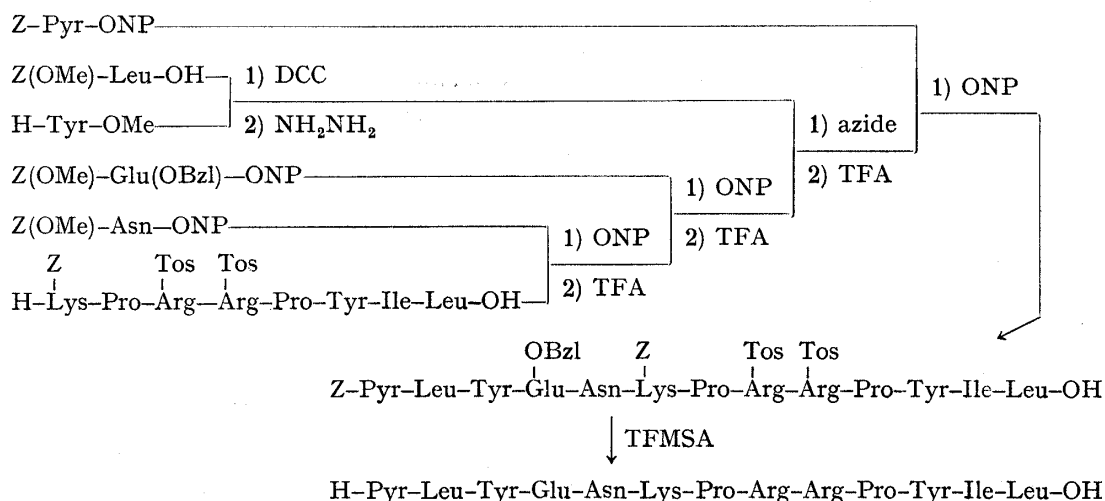 Z–Pyr–ONP
1) ONP
Z(OMe)–Leu–OH
1) DCC
H–Tyr–OMe
2) NH₂NH₂
1) azide
2) TFA
Z(OMe)–Glu(OBzl)–ONP
1) ONP
2) TFA
Z(OMe)–Asn–ONP
1) ONP
2) TFA
Z Tos Tos
H–Lys–Pro–Arg–Arg–Pro–Tyr–Ile–Leu–OH
OBzl Z Tos Tos
Z–Pyr–Leu–Tyr–Glu–Asn–Lys–Pro–Arg–Arg–Pro–Tyr–Ile–Leu–OH
TFMSA
H–Pyr–Leu–Tyr–Glu–Asn–Lys–Pro–Arg–Arg–Pro–Tyr–Ile–Leu–OH